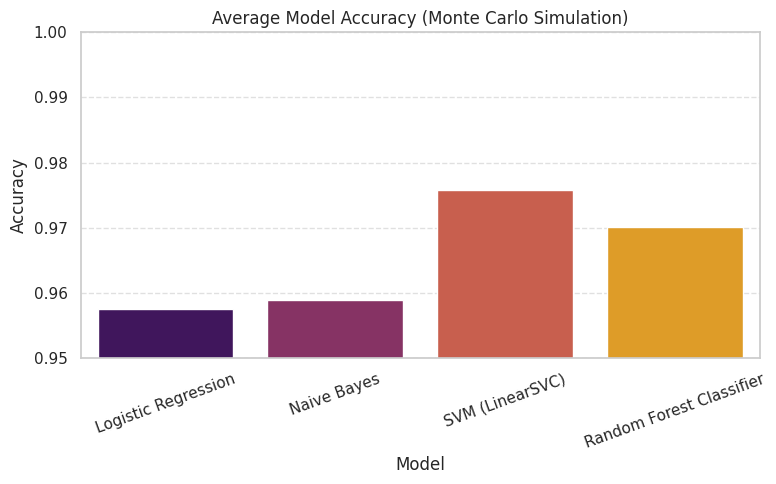 Average Model Accuracy (Monte Carlo Simulation)
1.00
0.99
0.98
0.97
0.96
0.95
Accuracy
Logistic Regression
Naive Bayes
SVM (LinearSVC)
Random Forest Classifier
Model